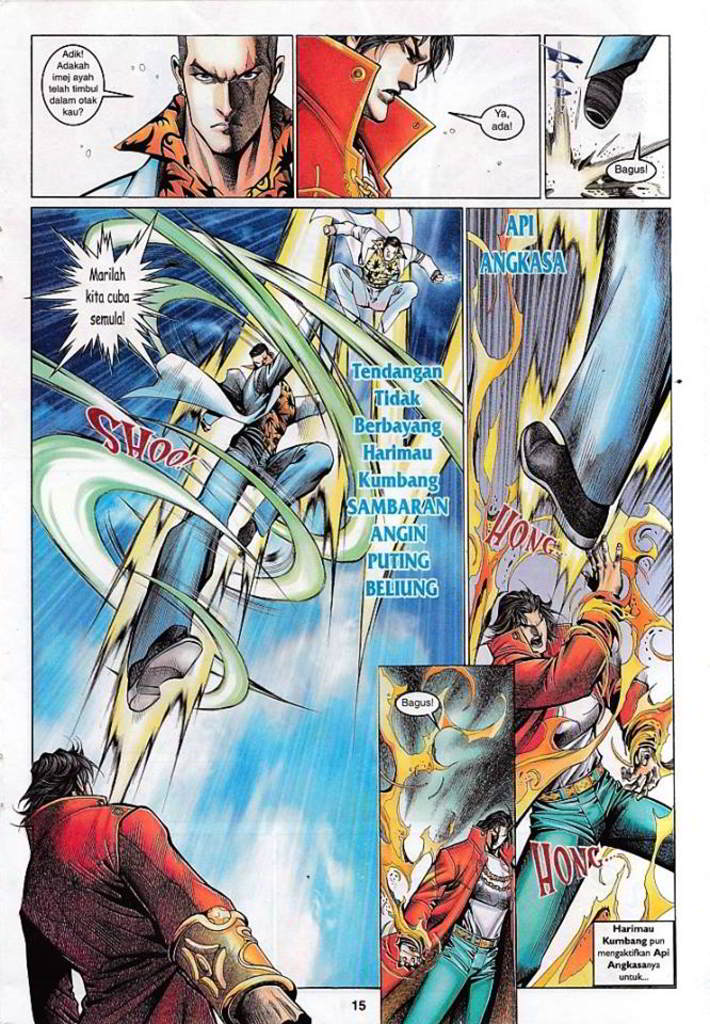 Adik!
Adakah
imej ayah
telah timbul
dalam otak
kau?
Ya,
ada!
TAP
Bagus!
Marilah
kita cuba
semula!
SHOO!
Tendangan
Tidak
Berbayang
Harimau
Kumbang
SAMBARAN
ANGIN
PUTING
BELIUNG
API
ANGKASA
HONG
Bagus!
HONG
Harimau
Kumbang pun
mengaktifkan Api
Angkasanya
untuk...
15